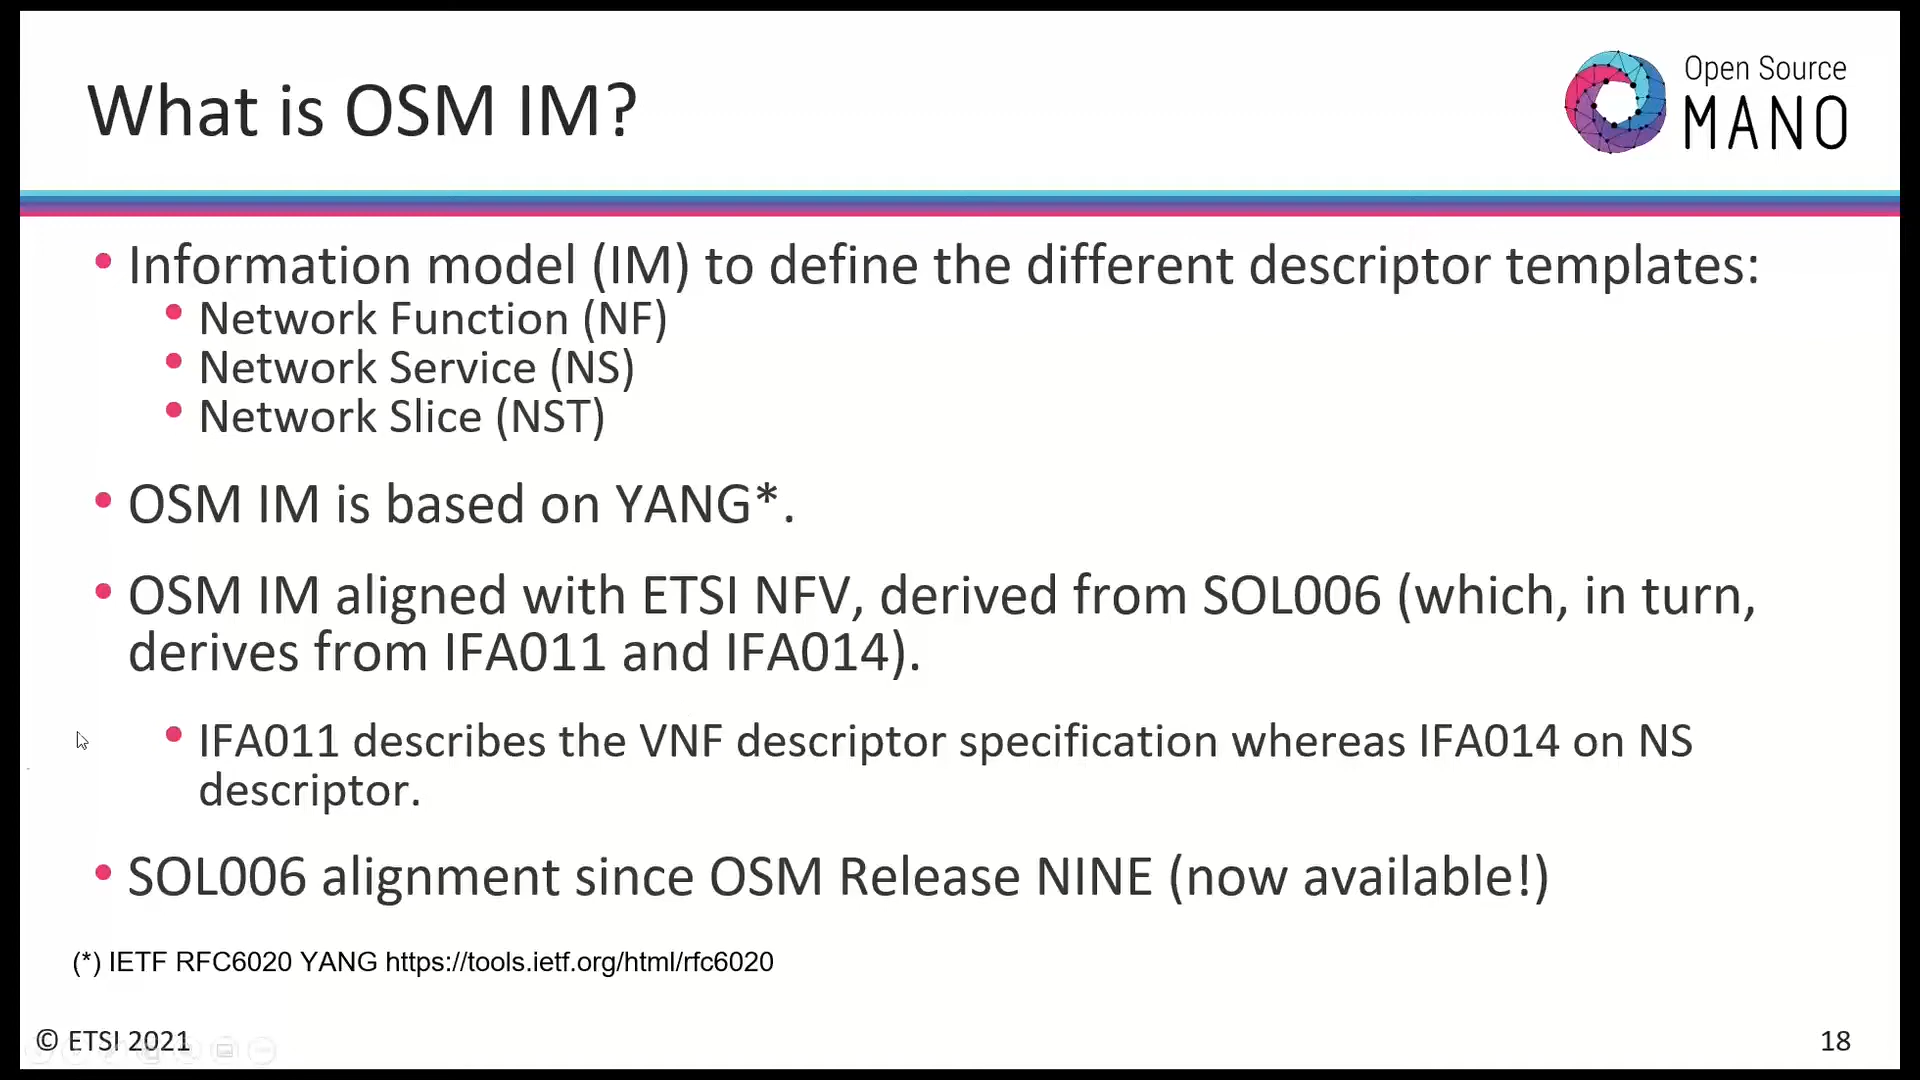 What is OSM IM?
Open Source
MANO
• Information model (IM) to define the different descriptor templates:
• Network Function (NF)
• Network Service (NS)
• Network Slice (NST)
• OSM IM is based on YANG*.
• OSM IM aligned with ETSI NFV, derived from SOL006 (which, in turn,
derives from IFA011 and IFA014).
• IFA011 describes the VNF descriptor specification whereas IFA014 on NS
descriptor.
• SOL006 alignment since OSM Release NINE (now available!)
(*) IETF RFC6020 YANG https://tools.ietf.org/html/rfc6020
© ETSI 2021
18